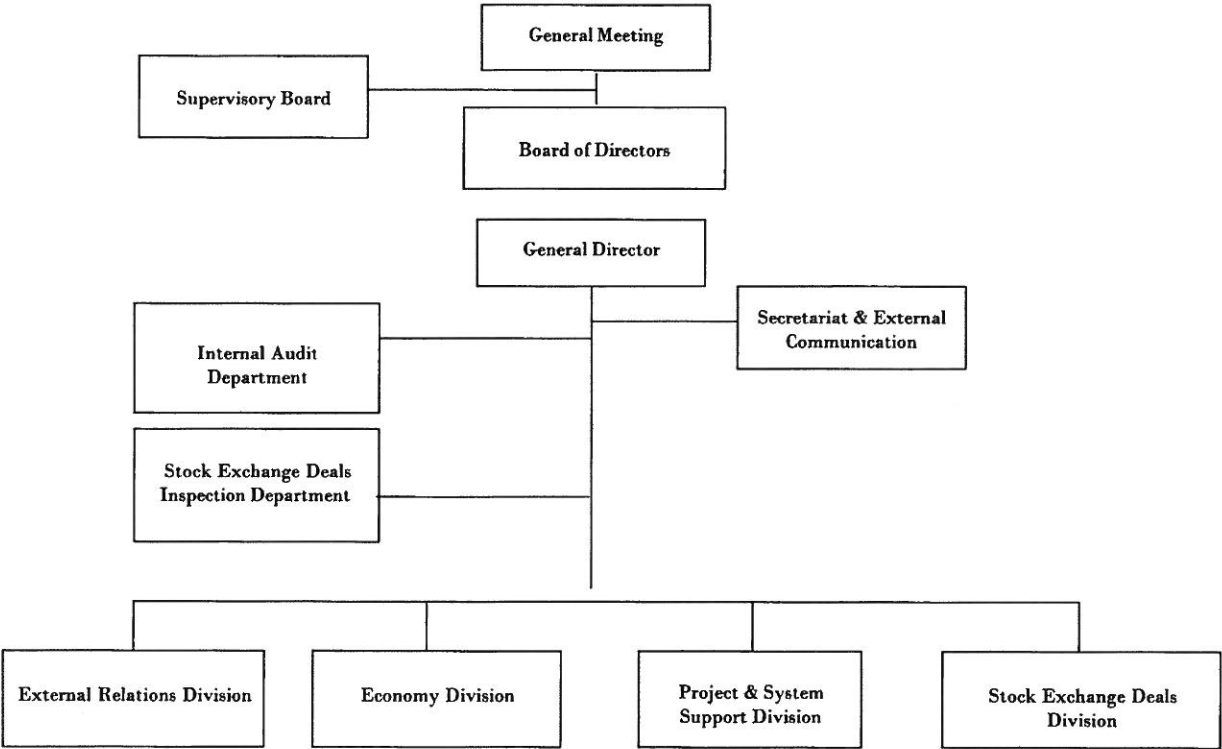 General Meeting
Supervisory Board
Board of Directors
General Director
Secretariat & External
Communication
Internal Audit
Department
Stock Exchange Deals
Inspection Department
External Relations Division
Economy Division
Project & System
Support Division
Stock Exchange Deals
Division